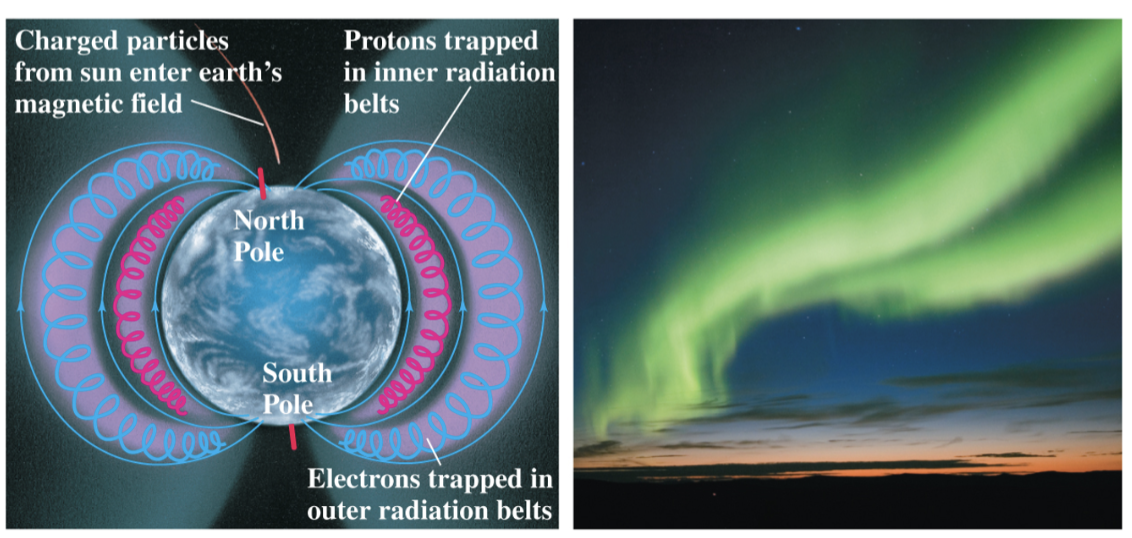 Charged particles
from sun enter earth's
magnetic field
Protons trapped
in inner radiation
belts
North
Pole
South
Pole
Electrons trapped in
outer radiation belts